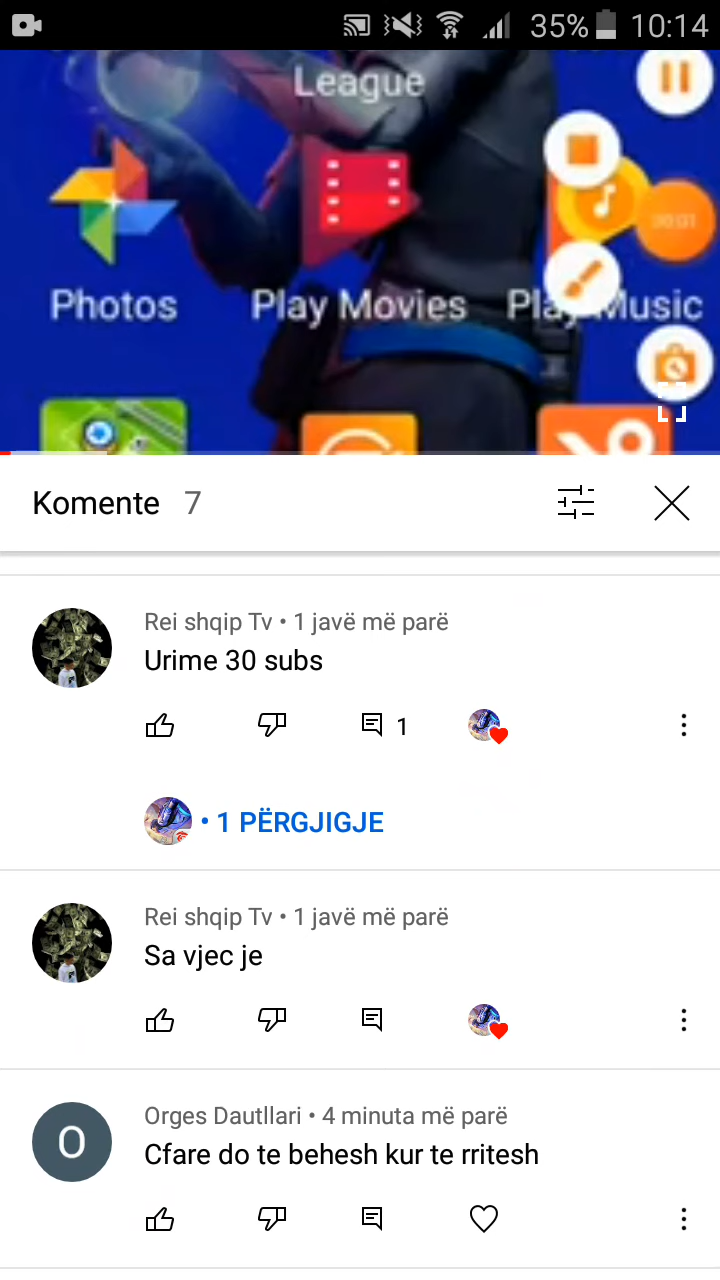 35% 10:14
League
Photos
Play Movies
Play Music
00:01
Komente 7
Rei shqip Tv • 1 javë më parë
Urime 30 subs
1
• 1 PËRGJIGJE
Rei shqip Tv • 1 javë më parë
Sa vjec je
O
Orges Dautllari • 4 minuta më parë
Cfare do te behesh kur te rritesh